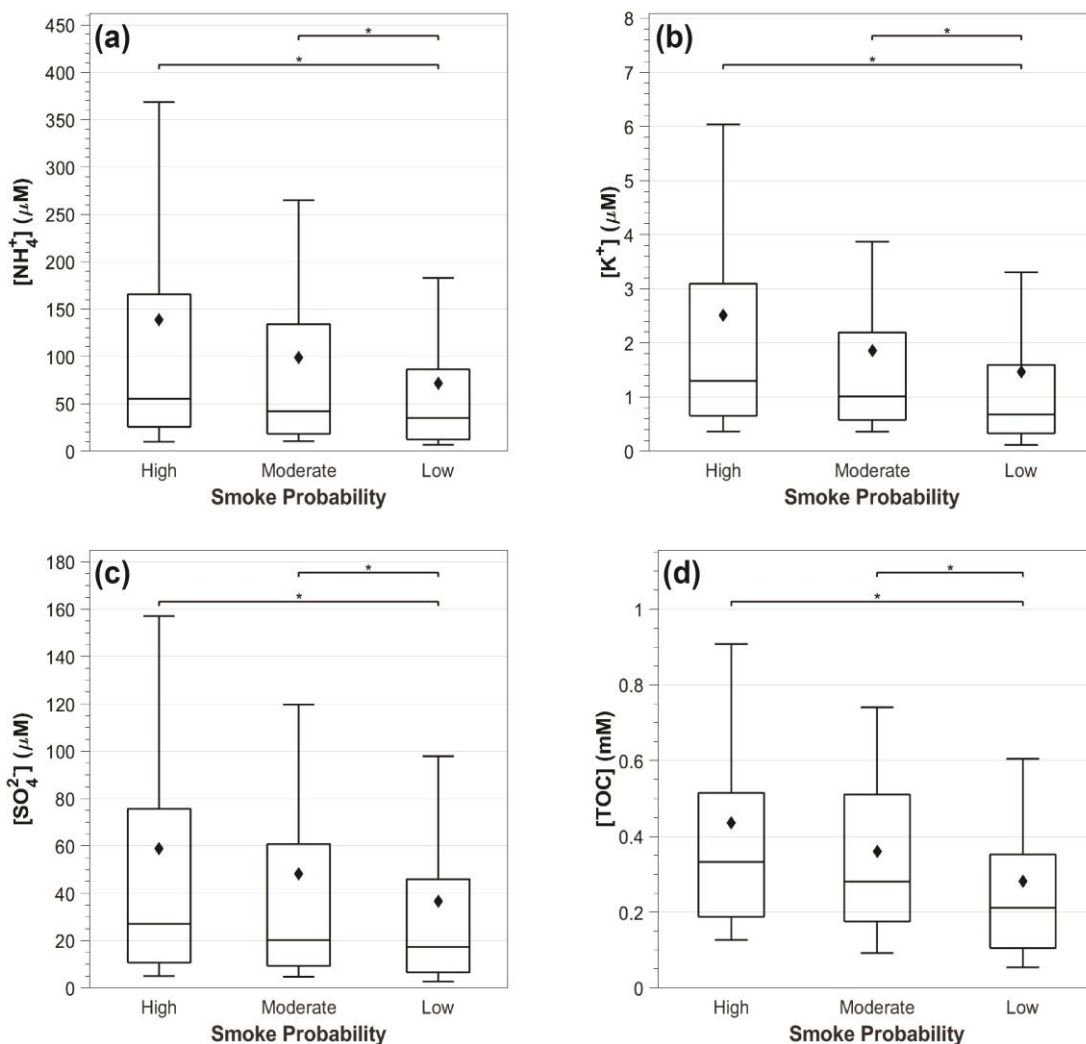 (a)
*
*
450
400
350
300
250
200
150
100
50
0
[NH₄⁺] (μM)
High Moderate Low
Smoke Probability
(b)
*
*
8
7
6
5
4
3
2
1
0
[K⁺] (μM)
High Moderate Low
Smoke Probability
(c)
*
*
180
160
140
120
100
80
60
40
20
0
[SO₄²⁻] (μM)
High Moderate Low
Smoke Probability
(d)
*
*
1
0.8
0.6
0.4
0.2
0
[TOC] (mM)
High Moderate Low
Smoke Probability